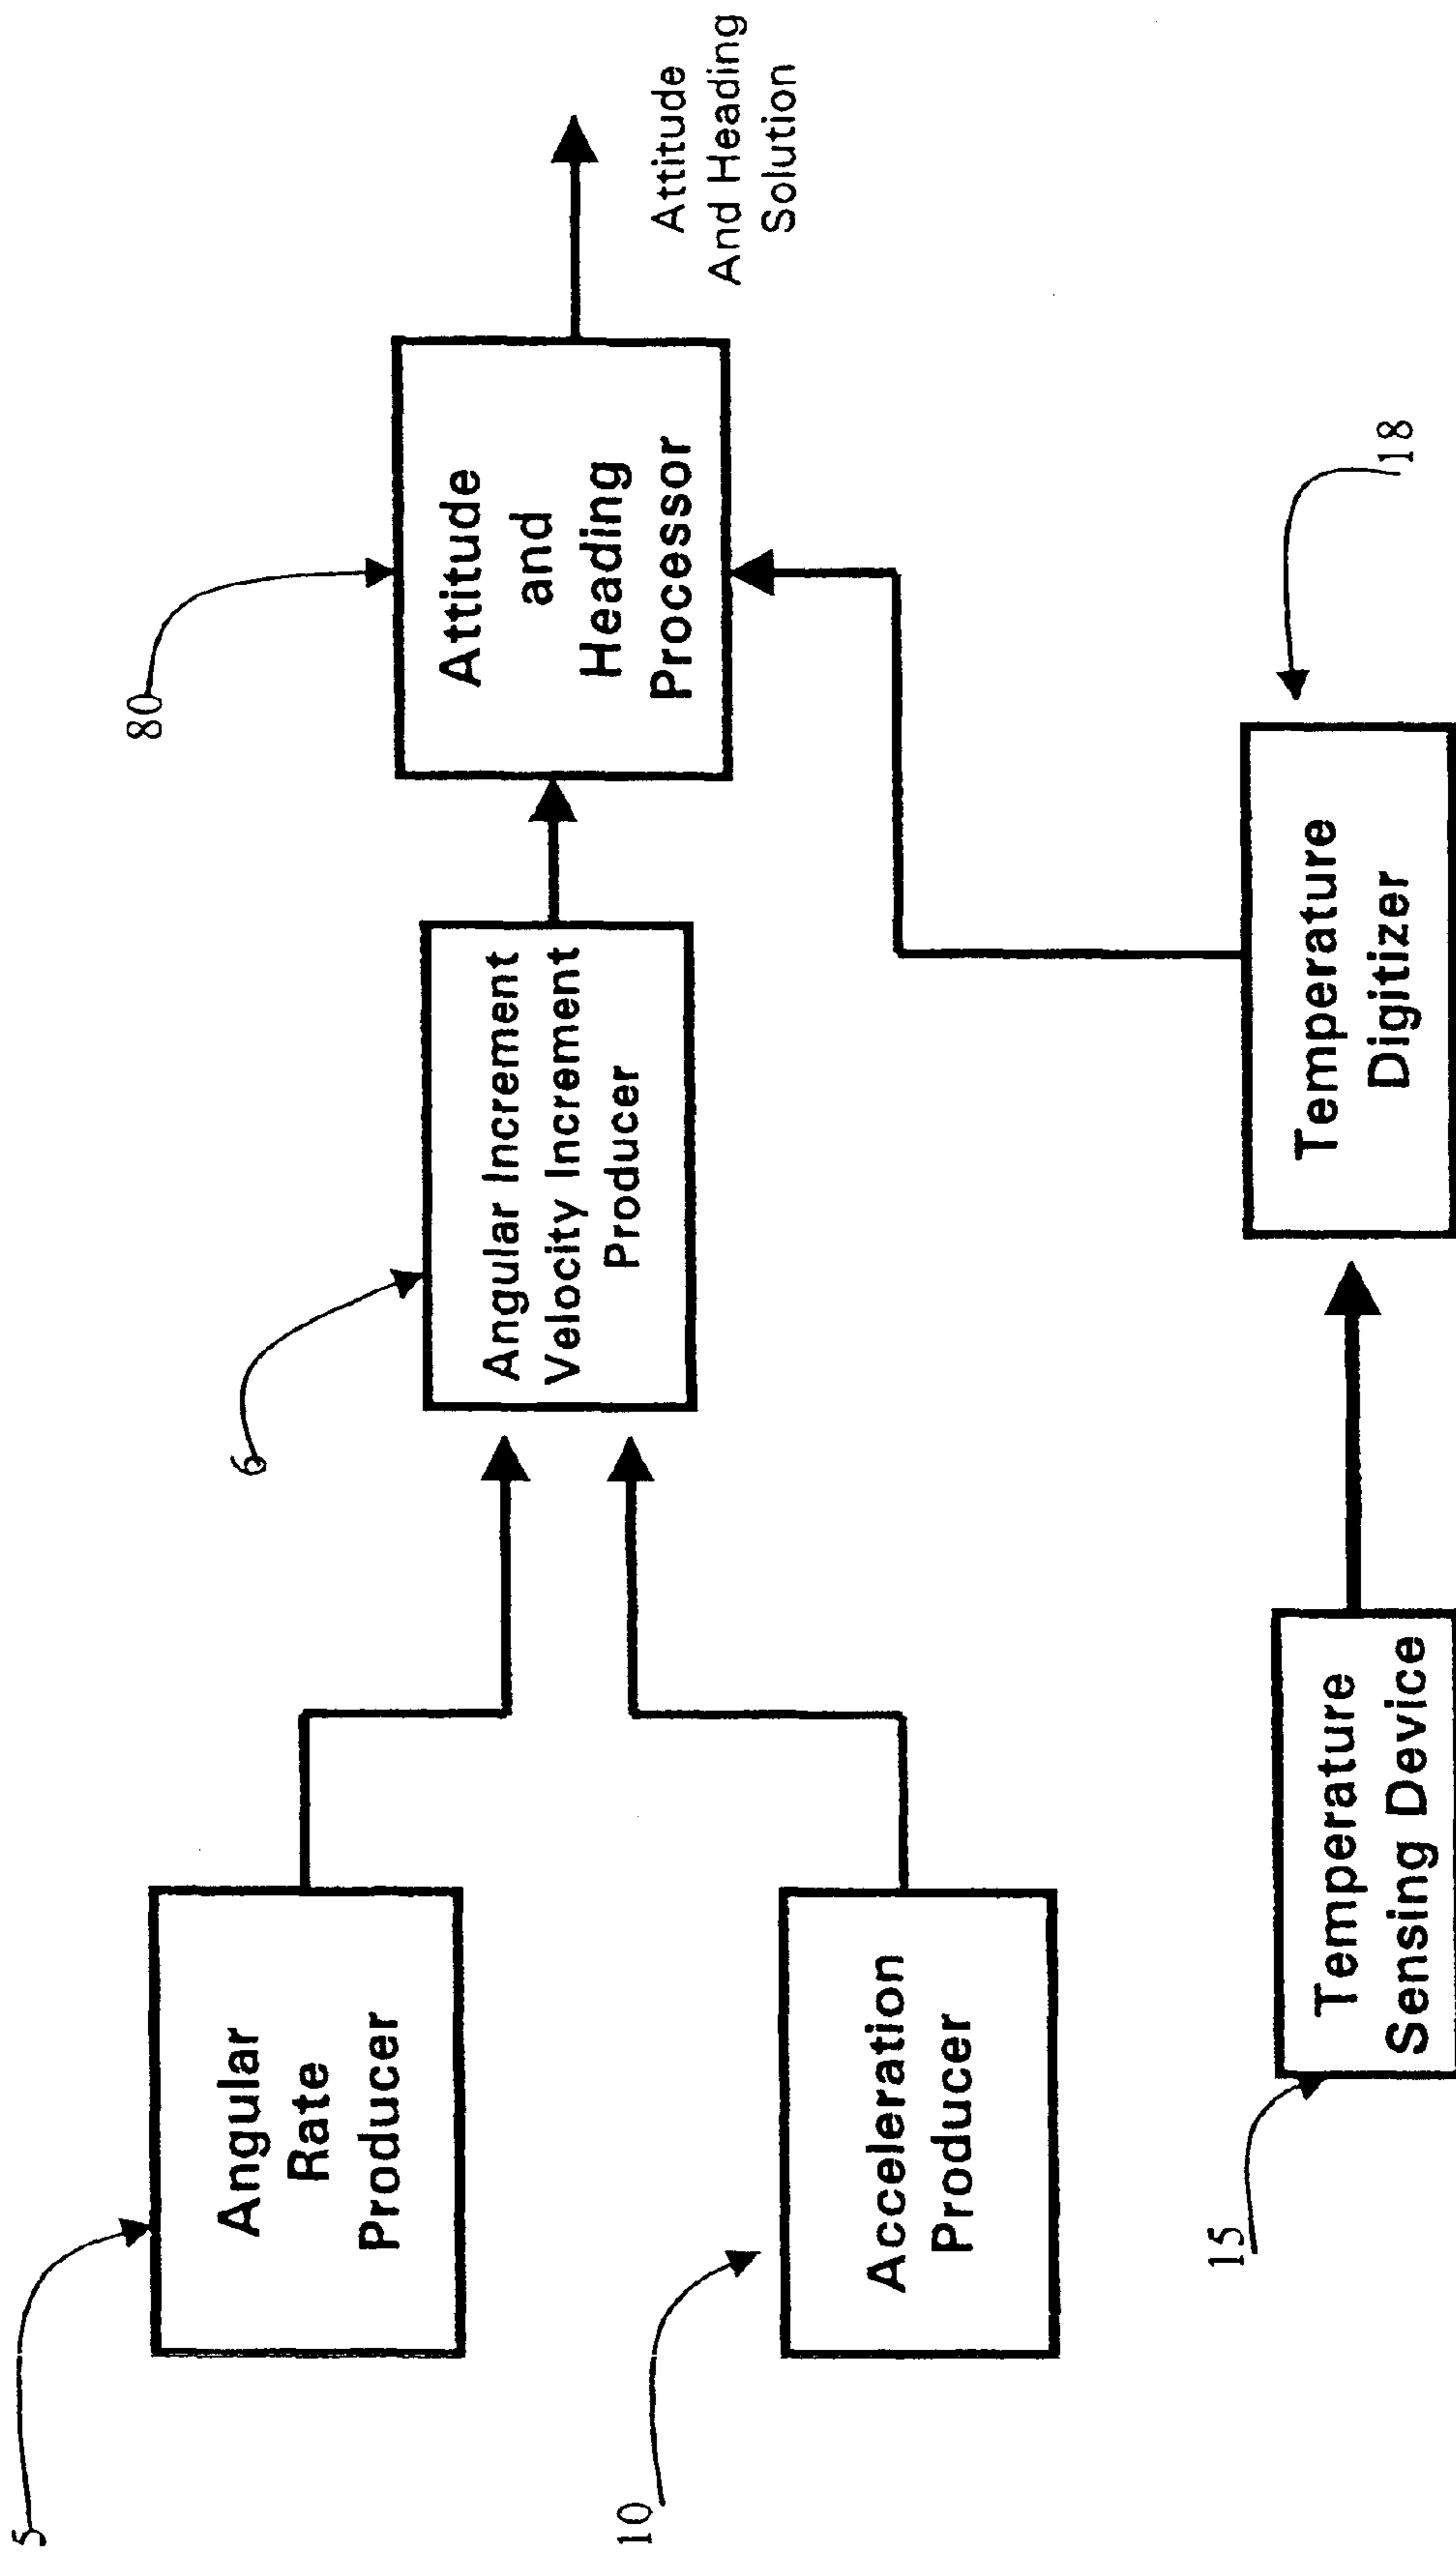 5
Angular
Rate
Producer
10
Acceleration
Producer
6
Angular Increment
Velocity Increment
Producer
80
Attitude
and
Heading
Processor
Attitude
And Heading
Solution
15
Temperature
Sensing Device
18
Temperature
Digitizer